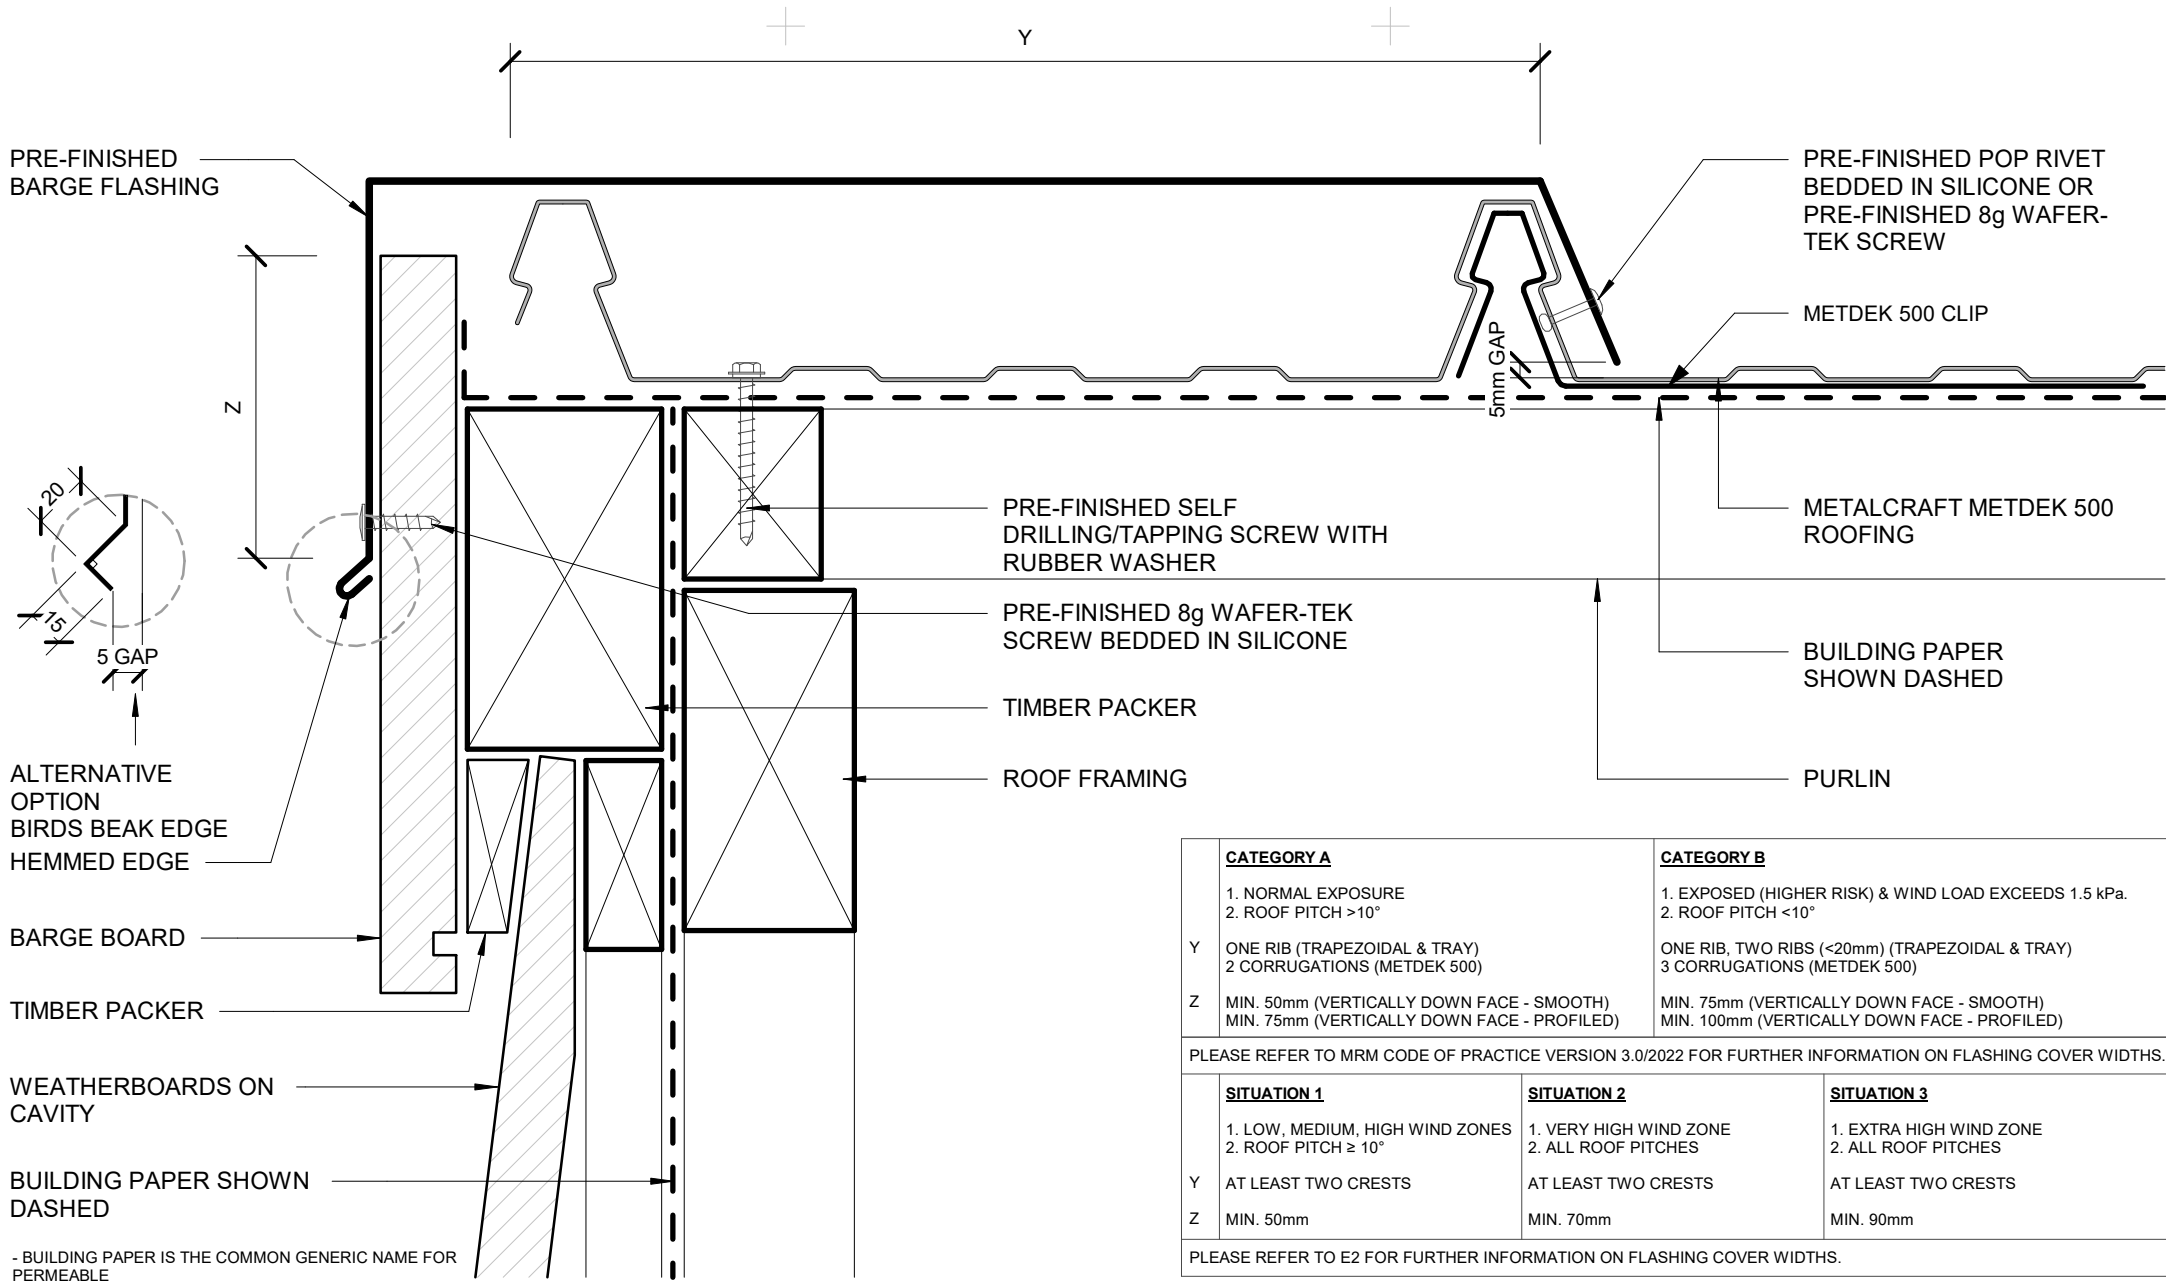 Y
PRE-FINISHED
BARGE FLASHING
PRE-FINISHED POP RIVET
BEDDED IN SILICONE OR
PRE-FINISHED 8g WAFER-
TEK SCREW
METDEK 500 CLIP
5mm GAP
Z
20
15
5 GAP
PRE-FINISHED SELF
DRILLING/TAPPING SCREW WITH
RUBBER WASHER
METALCRAFT METDEK 500
ROOFING
PRE-FINISHED 8g WAFER-TEK
SCREW BEDDED IN SILICONE
BUILDING PAPER
SHOWN DASHED
TIMBER PACKER
ROOF FRAMING
PURLIN
ALTERNATIVE
OPTION
BIRDS BEAK EDGE
HEMMED EDGE
BARGE BOARD
TIMBER PACKER
WEATHERBOARDS ON
CAVITY
BUILDING PAPER SHOWN
DASHED
- BUILDING PAPER IS THE COMMON GENERIC NAME FOR
PERMEABLE
CATEGORY A
1. NORMAL EXPOSURE
2. ROOF PITCH >10°
CATEGORY B
1. EXPOSED (HIGHER RISK) & WIND LOAD EXCEEDS 1.5 kPa.
2. ROOF PITCH <10°
Y
ONE RIB (TRAPEZOIDAL & TRAY)
2 CORRUGATIONS (METDEK 500)
ONE RIB, TWO RIBS (<20mm) (TRAPEZOIDAL & TRAY)
3 CORRUGATIONS (METDEK 500)
Z
MIN. 50mm (VERTICALLY DOWN FACE - SMOOTH)
MIN. 75mm (VERTICALLY DOWN FACE - PROFILED)
MIN. 75mm (VERTICALLY DOWN FACE - SMOOTH)
MIN. 100mm (VERTICALLY DOWN FACE - PROFILED)
PLEASE REFER TO MRM CODE OF PRACTICE VERSION 3.0/2022 FOR FURTHER INFORMATION ON FLASHING COVER WIDTHS.
SITUATION 1
1. LOW, MEDIUM, HIGH WIND ZONES
2. ROOF PITCH ≥ 10°
SITUATION 2
1. VERY HIGH WIND ZONE
2. ALL ROOF PITCHES
SITUATION 3
1. EXTRA HIGH WIND ZONE
2. ALL ROOF PITCHES
Y
AT LEAST TWO CRESTS
AT LEAST TWO CRESTS
AT LEAST TWO CRESTS
Z
MIN. 50mm
MIN. 70mm
MIN. 90mm
PLEASE REFER TO E2 FOR FURTHER INFORMATION ON FLASHING COVER WIDTHS.